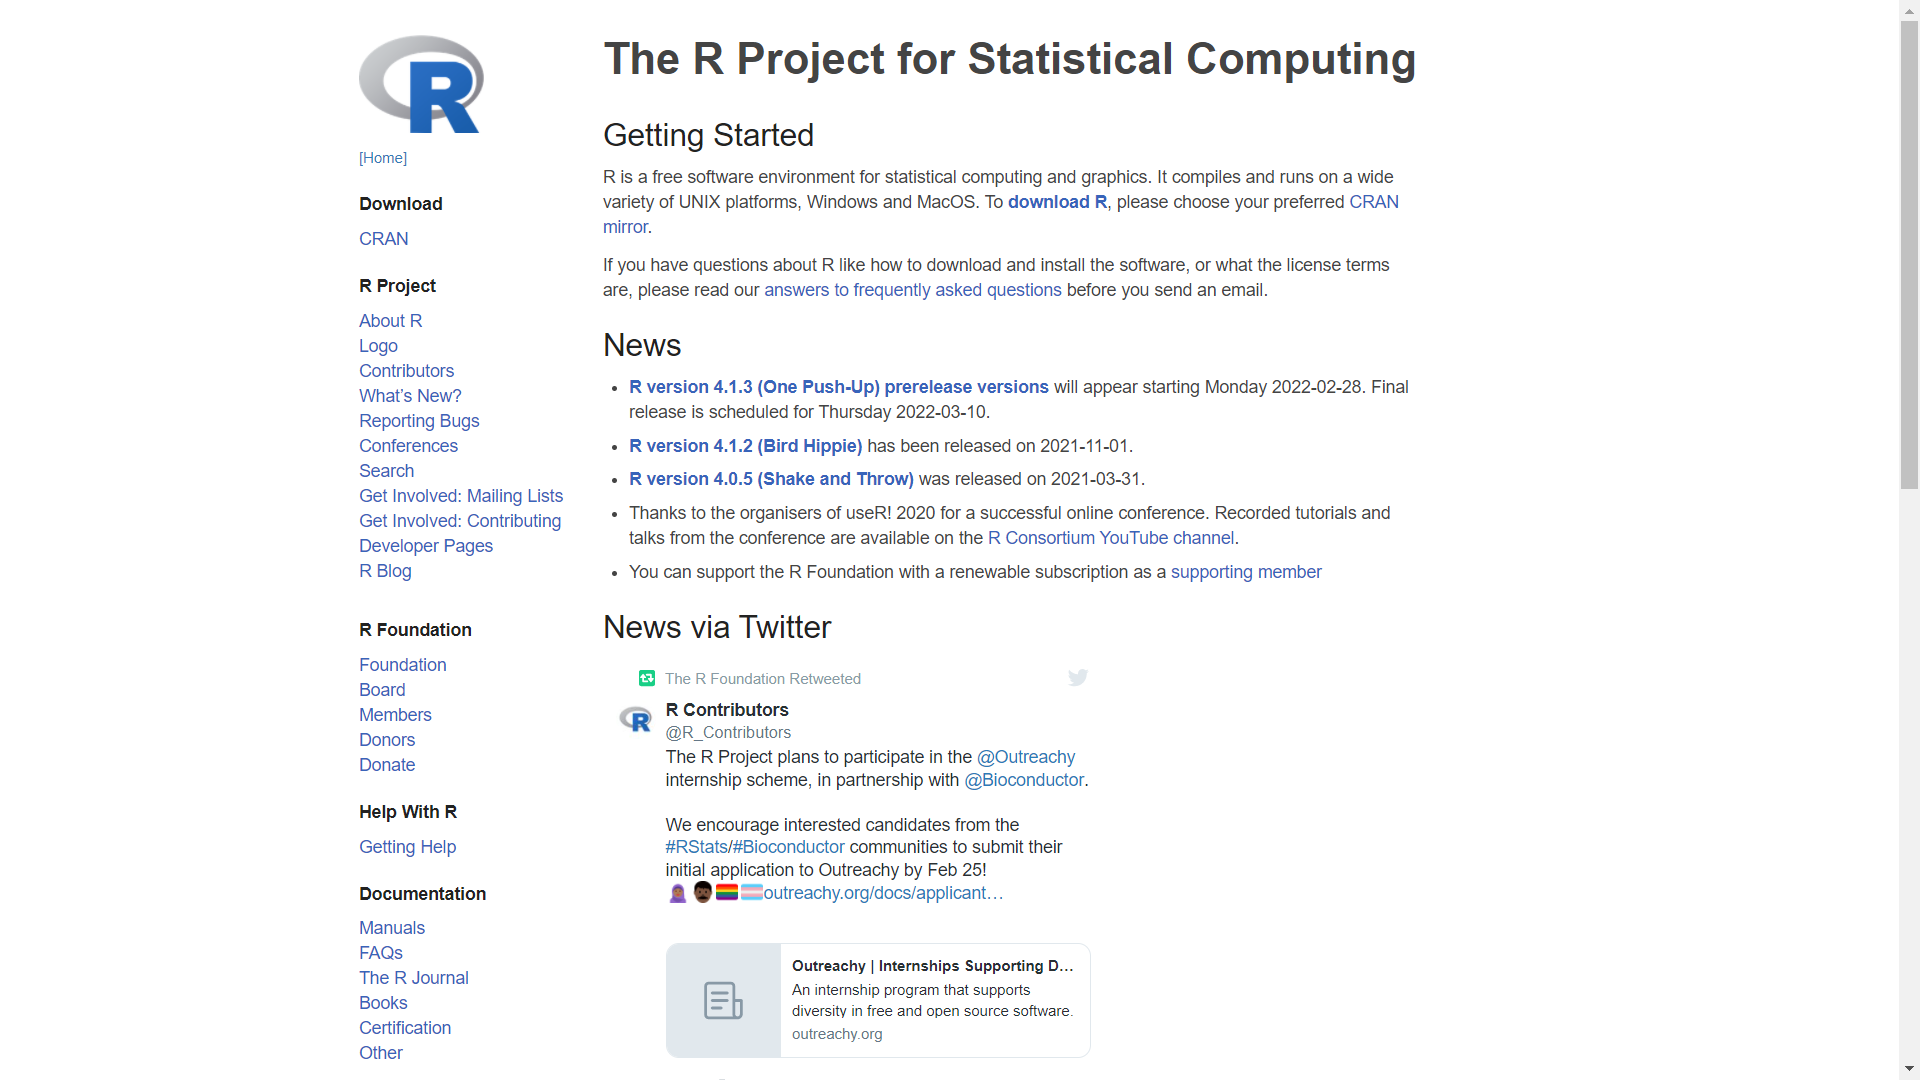 R
[Home]
Download
CRAN
R Project
About R
Logo
Contributors
What's New?
Reporting Bugs
Conferences
Search
Get Involved: Mailing Lists
Get Involved: Contributing
Developer Pages
R Blog
R Foundation
Foundation
Board
Members
Donors
Donate
Help With R
Getting Help
Documentation
Manuals
FAQs
The R Journal
Books
Certification
Other
The R Project for Statistical Computing
Getting Started
R is a free software environment for statistical computing and graphics. It compiles and runs on a wide
variety of UNIX platforms, Windows and MacOS. To download R, please choose your preferred CRAN
mirror.
If you have questions about R like how to download and install the software, or what the license terms
are, please read our answers to frequently asked questions before you send an email.
News
• R version 4.1.3 (One Push-Up) prerelease versions will appear starting Monday 2022-02-28. Final
release is scheduled for Thursday 2022-03-10.
• R version 4.1.2 (Bird Hippie) has been released on 2021-11-01.
• R version 4.0.5 (Shake and Throw) was released on 2021-03-31.
• Thanks to the organisers of useR! 2020 for a successful online conference. Recorded tutorials and
talks from the conference are available on the R Consortium YouTube channel.
• You can support the R Foundation with a renewable subscription as a supporting member
News via Twitter
The R Foundation Retweeted
R
R Contributors
@R_Contributors
The R Project plans to participate in the @Outreachy
internship scheme, in partnership with @Bioconductor.
We encourage interested candidates from the
#RStats/#Bioconductor communities to submit their
initial application to Outreachy by Feb 25!
outreachy.org/docs/applicant…
Outreachy | Internships Supporting D…
An internship program that supports
diversity in free and open source software.
outreachy.org